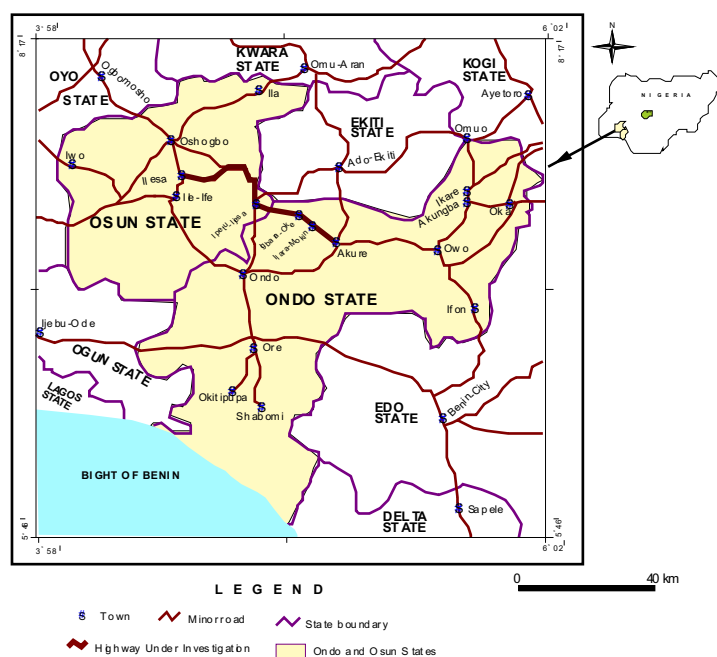 3° 58'
6° 02'
8° 17'
8° 17'
N
NIGERIA
OYO
STATE
Ogbomosho
KWARA
STATE
Omu-Aran
KOGI
STATE
Ayetoro
Ila
EKITI
STATE
Omuo
Oshogbo
Iwo
Ilesa
Ado-Ekiti
Ile-Ife
Ikare
Akungba
Oka
OSUN STATE
Akure
Owo
Ondo
ONDO STATE
Ifon
Ijebu-Ode
OGUN STATE
Ore
LAGOS
STATE
Okitipupa
Shabomi
EDO
STATE
Benin-City
BIGHT OF BENIN
DELTA
STATE
Sapele
5° 46'
5° 46'
3° 58'
6° 02'
LEGEND
0 40 km
Town
Minor road
State boundary
Highway Under Investigation
Ondo and Osun States